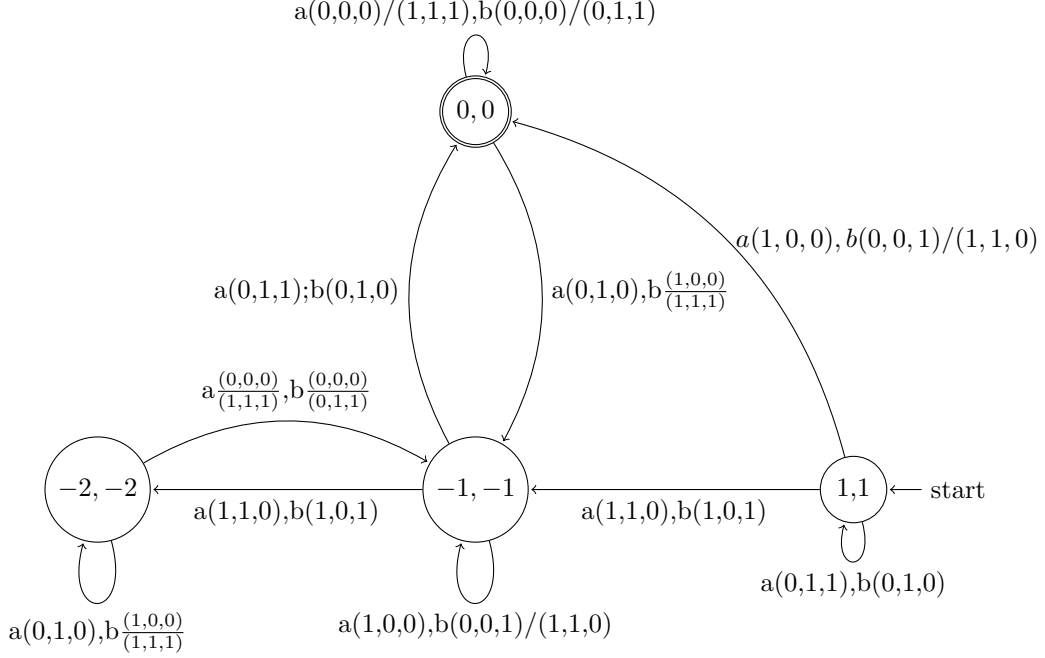 a(0,0,0)/(1,1,1),b(0,0,0)/(0,1,1)
0, 0
a(1, 0, 0), b(0, 0, 1)/(1, 1, 0)
a(0,1,1);b(0,1,0)
a(0,1,0),b(1,0,0)/(1,1,1)
a(0,0,0)/(1,1,1),b(0,0,0)/(0,1,1)
−2, −2
−1, −1
1,1
start
a(1,1,0),b(1,0,1)
a(1,1,0),b(1,0,1)
a(0,1,1),b(0,1,0)
a(0,1,0),b(1,0,0)/(1,1,1)
a(1,0,0),b(0,0,1)/(1,1,0)